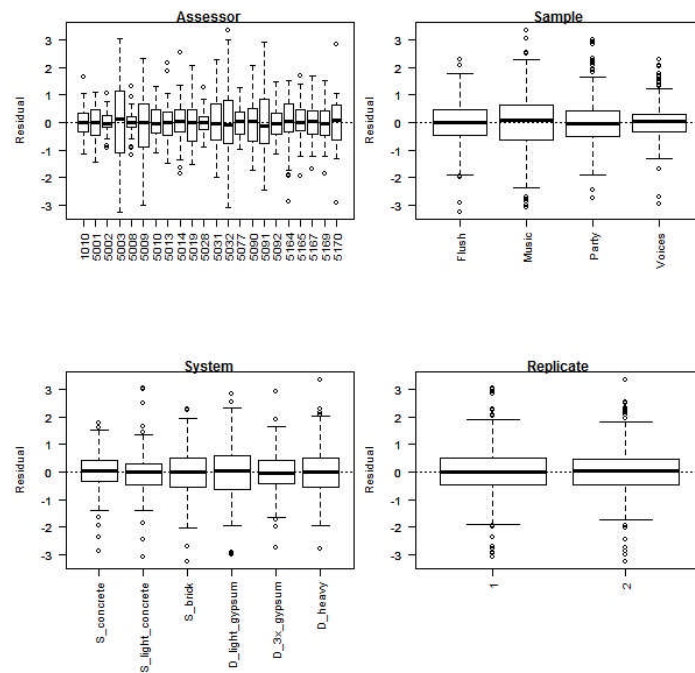 Assessor
Residual
3
2
1
0
-1
-2
-3
1010
5001
5002
5003
5008
5009
5010
5013
5014
5019
5028
5031
5032
5077
5090
5091
5092
5164
5165
5167
5169
5170
Sample
Residual
3
2
1
0
-1
-2
-3
Flush
Music
Party
Voices
System
Residual
3
2
1
0
-1
-2
-3
S_concrete
S_light_concrete
S_brick
D_light_gypsum
D_3x_gypsum
D_heavy
Replicate
Residual
3
2
1
0
-1
-2
-3
1
2